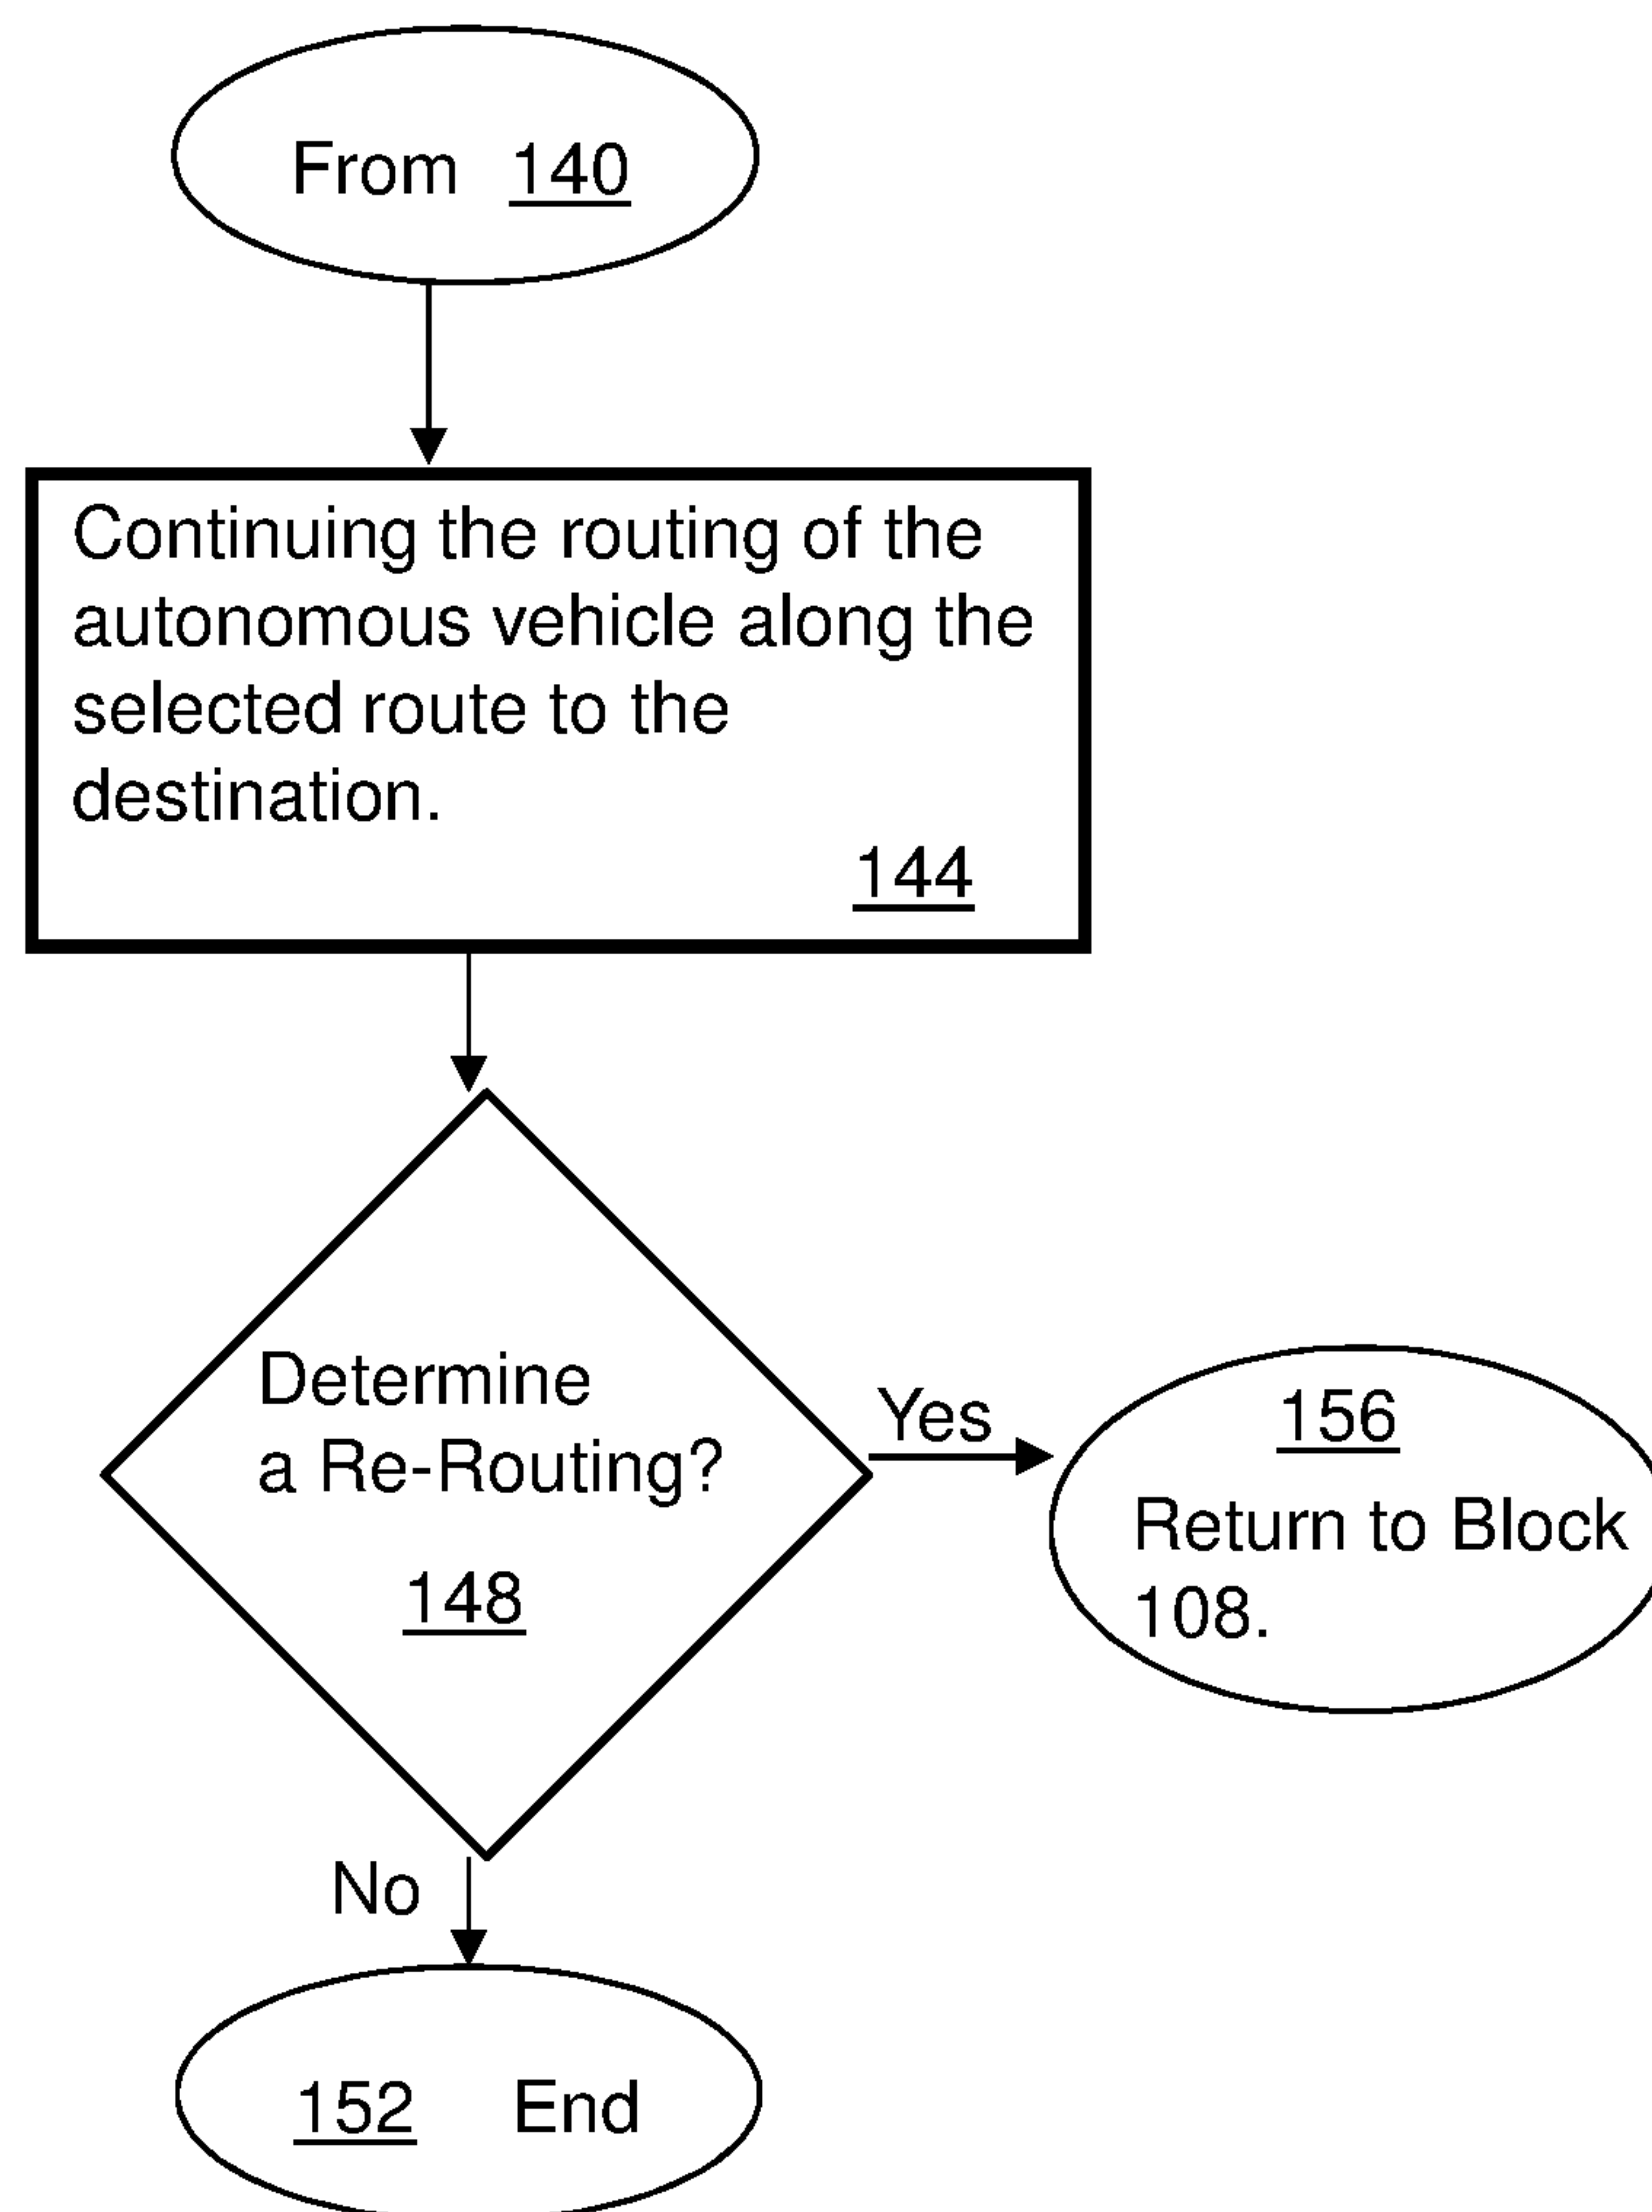 From 140
Continuing the routing of the
autonomous vehicle along the
selected route to the
destination.
144
Determine
a Re-Routing?
148
Yes
156
Return to Block
108.
No
152 End